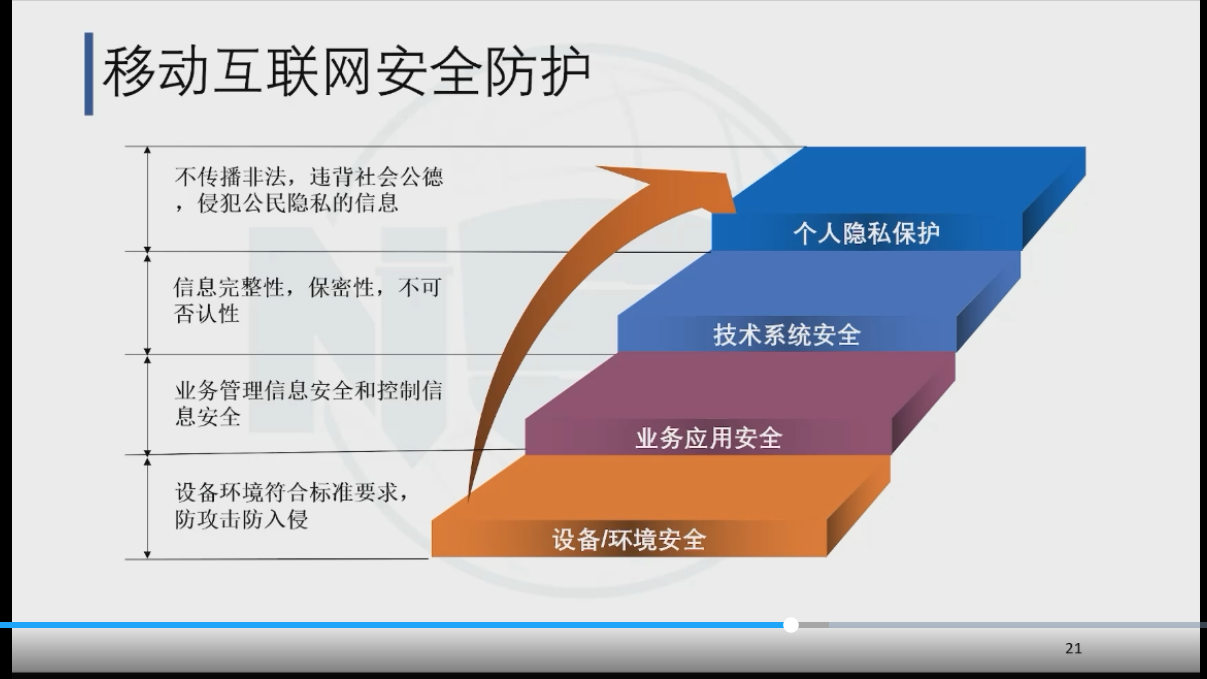 移动互联网安全防护
不传播非法，违背社会公德
，侵犯公民隐私的信息
个人隐私保护
信息完整性，保密性，不可
否认性
技术系统安全
业务管理信息安全和控制信
息安全
业务应用安全
设备环境符合标准要求，
防攻击防入侵
设备/环境安全
21